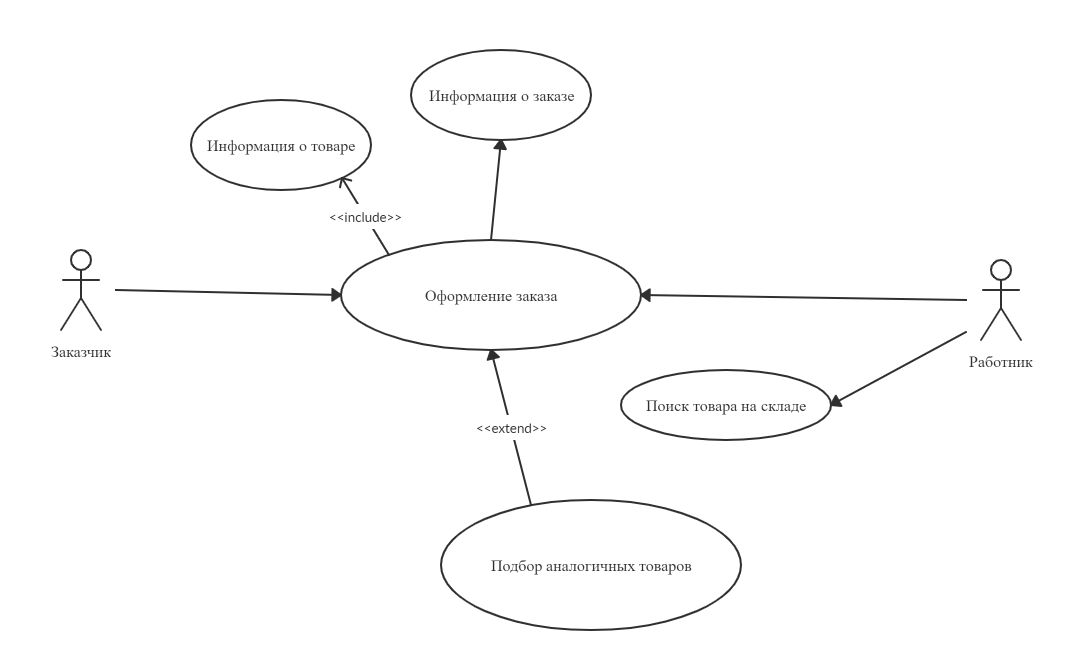 Информация о заказе
Информация о товаре
<<include>>
Оформление заказа
Заказчик
Работник
Поиск товара на складе
<<extend>>
Подбор аналогичных товаров